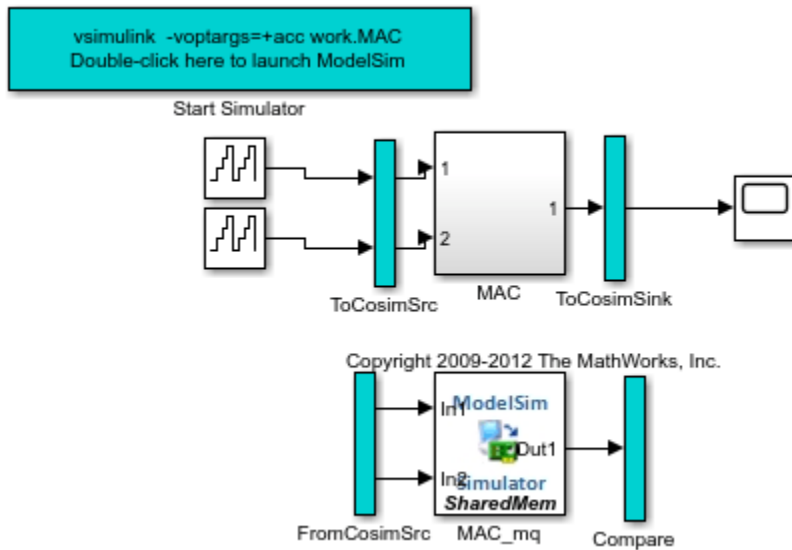 vsimulink -voptargs=+acc work.MAC
Double-click here to launch ModelSim
Start Simulator
1
2
1
ToCosimSrc
MAC
ToCosimSink
Copyright 2009-2012 The MathWorks, Inc.
ModelSim
In1
Out1
In2
Simulator
SharedMem
FromCosimSrc
MAC_mq
Compare